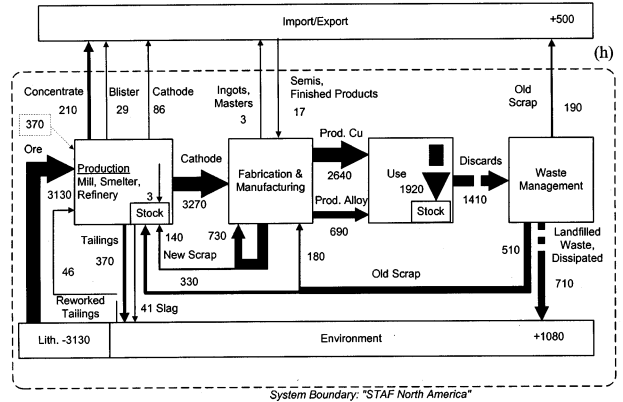 Import/Export +500
(h)
Concentrate
210
Blister
29
Cathode
86
Ingots,
Masters
3
Semis,
Finished Products
17
Old
Scrap
190
370
Ore
3130
Production
Mill, Smelter,
Refinery
3
Stock
Cathode
3270
Fabrication &
Manufacturing
Prod. Cu
2640
Prod. Alloy
690
Use
1920
Stock
Discards
1410
Waste
Management
Tailings
370
140
730
New Scrap
330
180
Old Scrap
510
Landfilled
Waste,
Dissipated
710
46
Reworked
Tailings
41 Slag
Lith. -3130
Environment
+1080
System Boundary: "STAF North America"